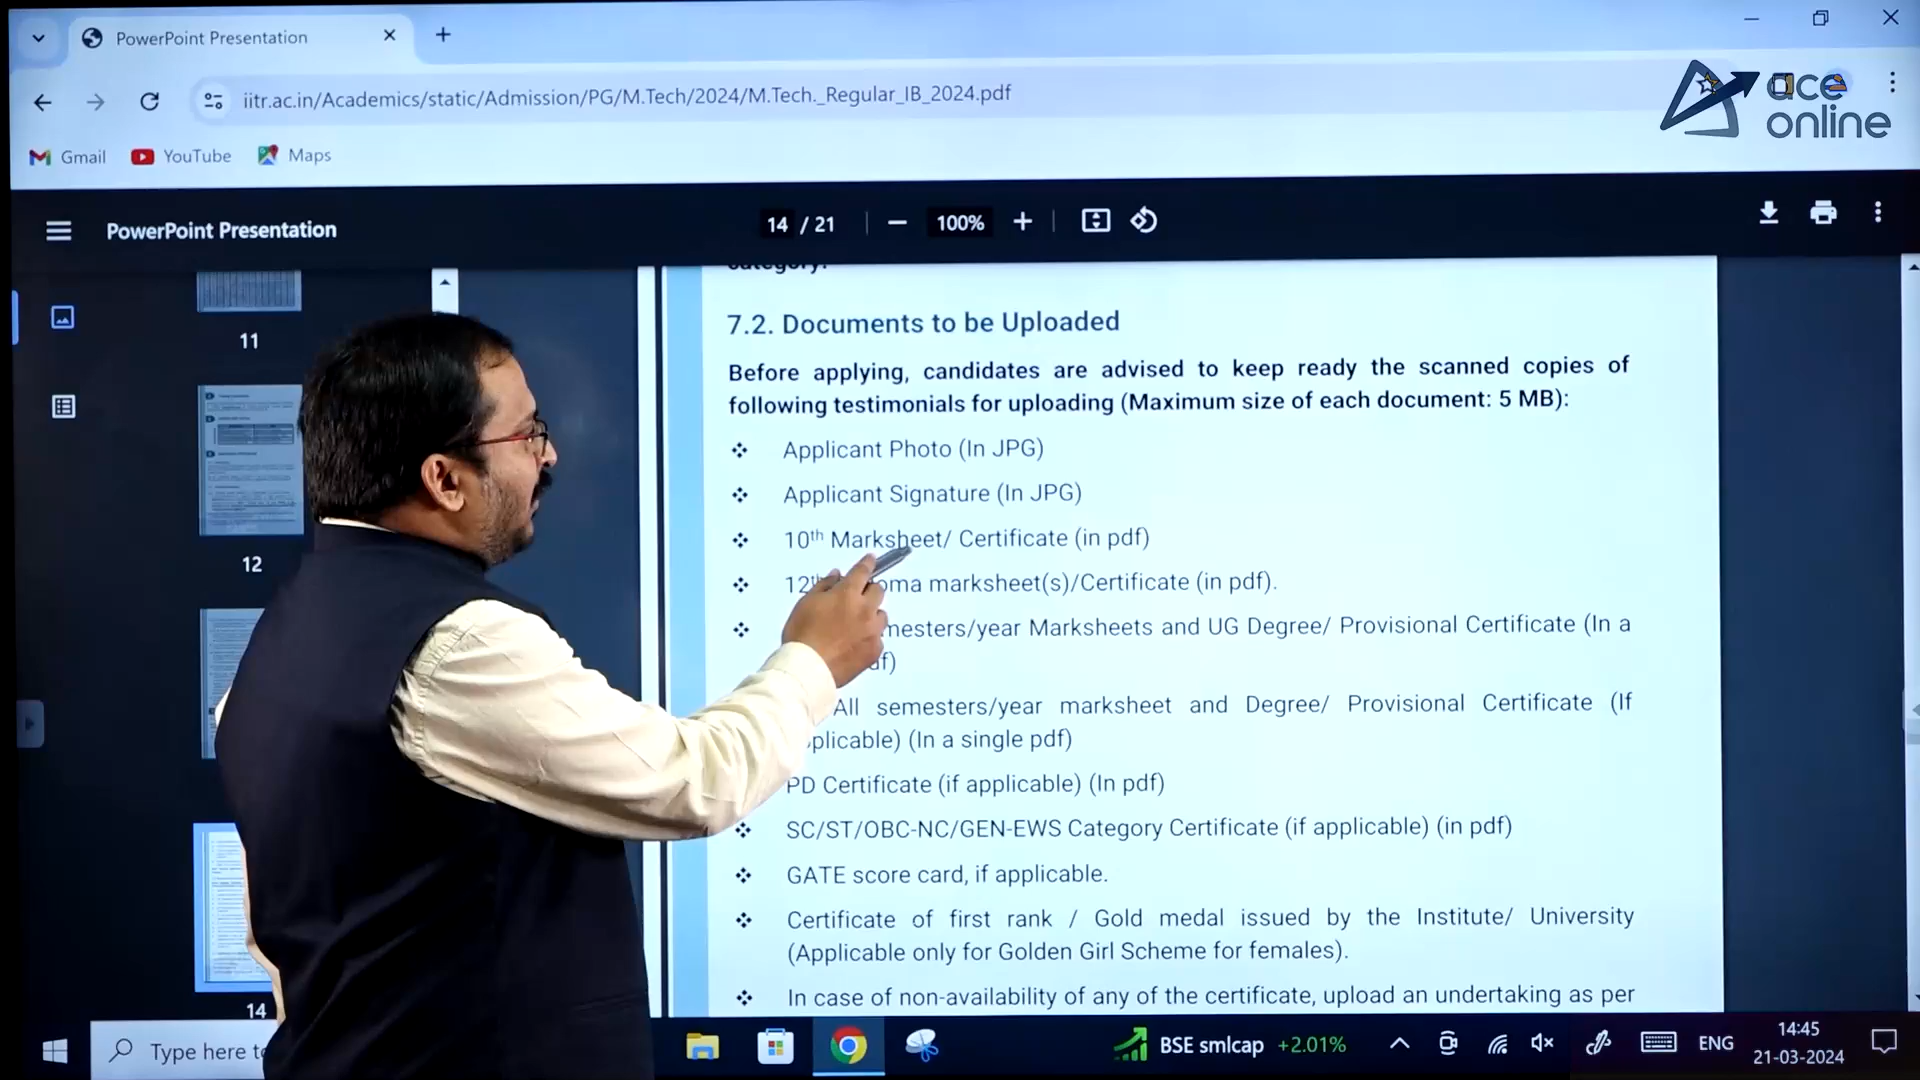 PowerPoint Presentation
iitr.ac.in/Academics/static/Admission/PG/M.Tech/2024/M.Tech._Regular_IB_2024.pdf
ace
online
Gmail YouTube Maps
PowerPoint Presentation 14 / 21 100%
category.
11
12
14
7.2. Documents to be Uploaded
Before applying, candidates are advised to keep ready the scanned copies of
following testimonials for uploading (Maximum size of each document: 5 MB):
❖ Applicant Photo (In JPG)
❖ Applicant Signature (In JPG)
❖ 10th Marksheet/ Certificate (in pdf)
❖ 12th marksheet(s)/Certificate (in pdf).
❖ Marksheets and UG Degree/ Provisional Certificate (In a
All semesters/year marksheet and Degree/ Provisional Certificate (If
(In a single pdf)
PD Certificate (if applicable) (In pdf)
❖ SC/ST/OBC-NC/GEN-EWS Category Certificate (if applicable) (in pdf)
❖ GATE score card, if applicable.
❖ Certificate of first rank / Gold medal issued by the Institute/ University
(Applicable only for Golden Girl Scheme for females).
❖ In case of non-availability of any of the certificate, upload an undertaking as per
Type here
BSE smlcap +2.01%
ENG
14:45
21-03-2024